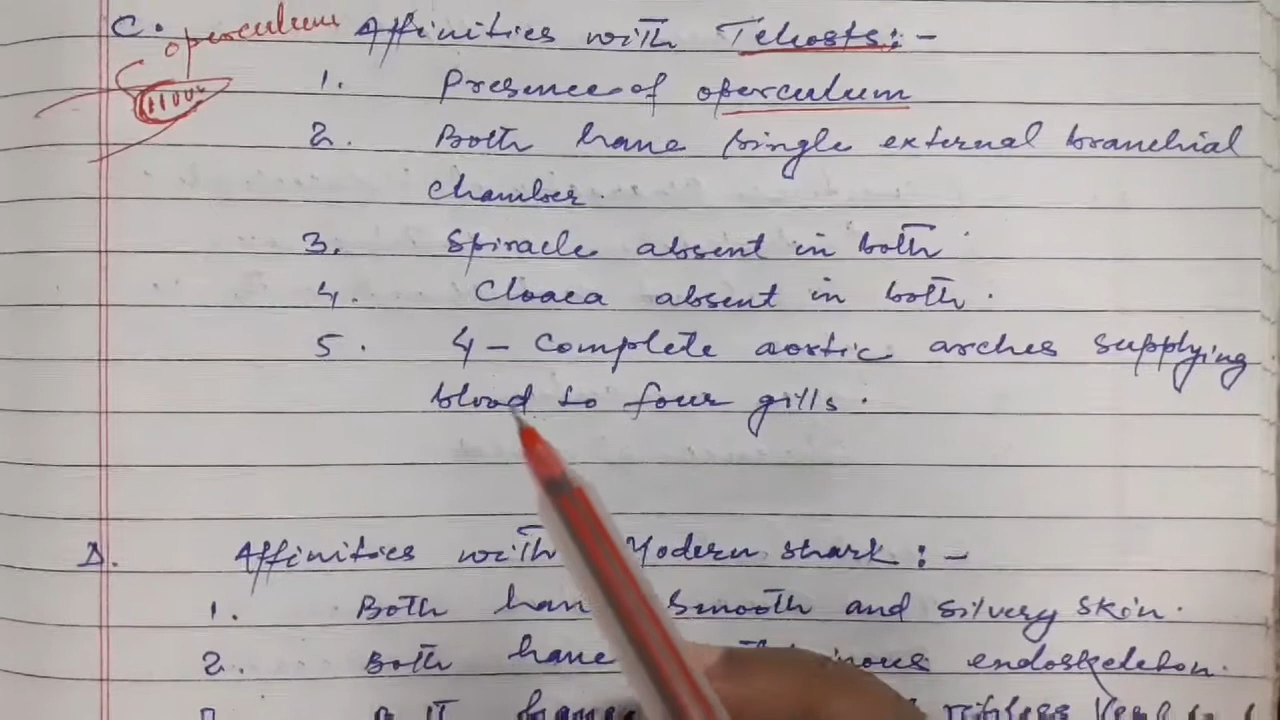 C. operculum Affinities with Teliosts :-
1. Presence of operculum
2. Both have single external branchial
chamber.
3. Spiracle absent in both
4. Cloaca absent in both.
5. 4 - Complete aortic arches supplying
blood to four gills.
D. Affinities with Modern shark :-
1. Both hav smooth and silvery skin.
2. Both have endoskeleton.